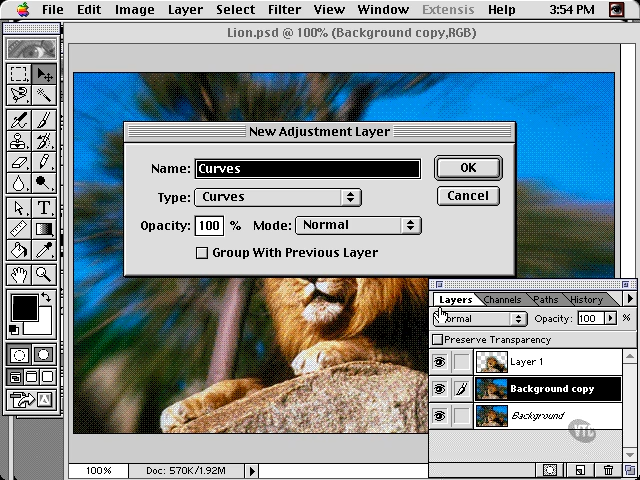 File Edit Image Layer Select Filter View Window Extensis Help 3:54 PM
Lion.psd @ 100% (Background copy,RGB)
New Adjustment Layer
Name: Curves
OK
Type: Curves
Cancel
Opacity: 100 % Mode: Normal
Group With Previous Layer
Layers Channels Paths History
Normal Opacity: 100 %
Preserve Transparency
Layer 1
Background copy
Background
T
A
VTC
100% Doc: 570K/1.92M